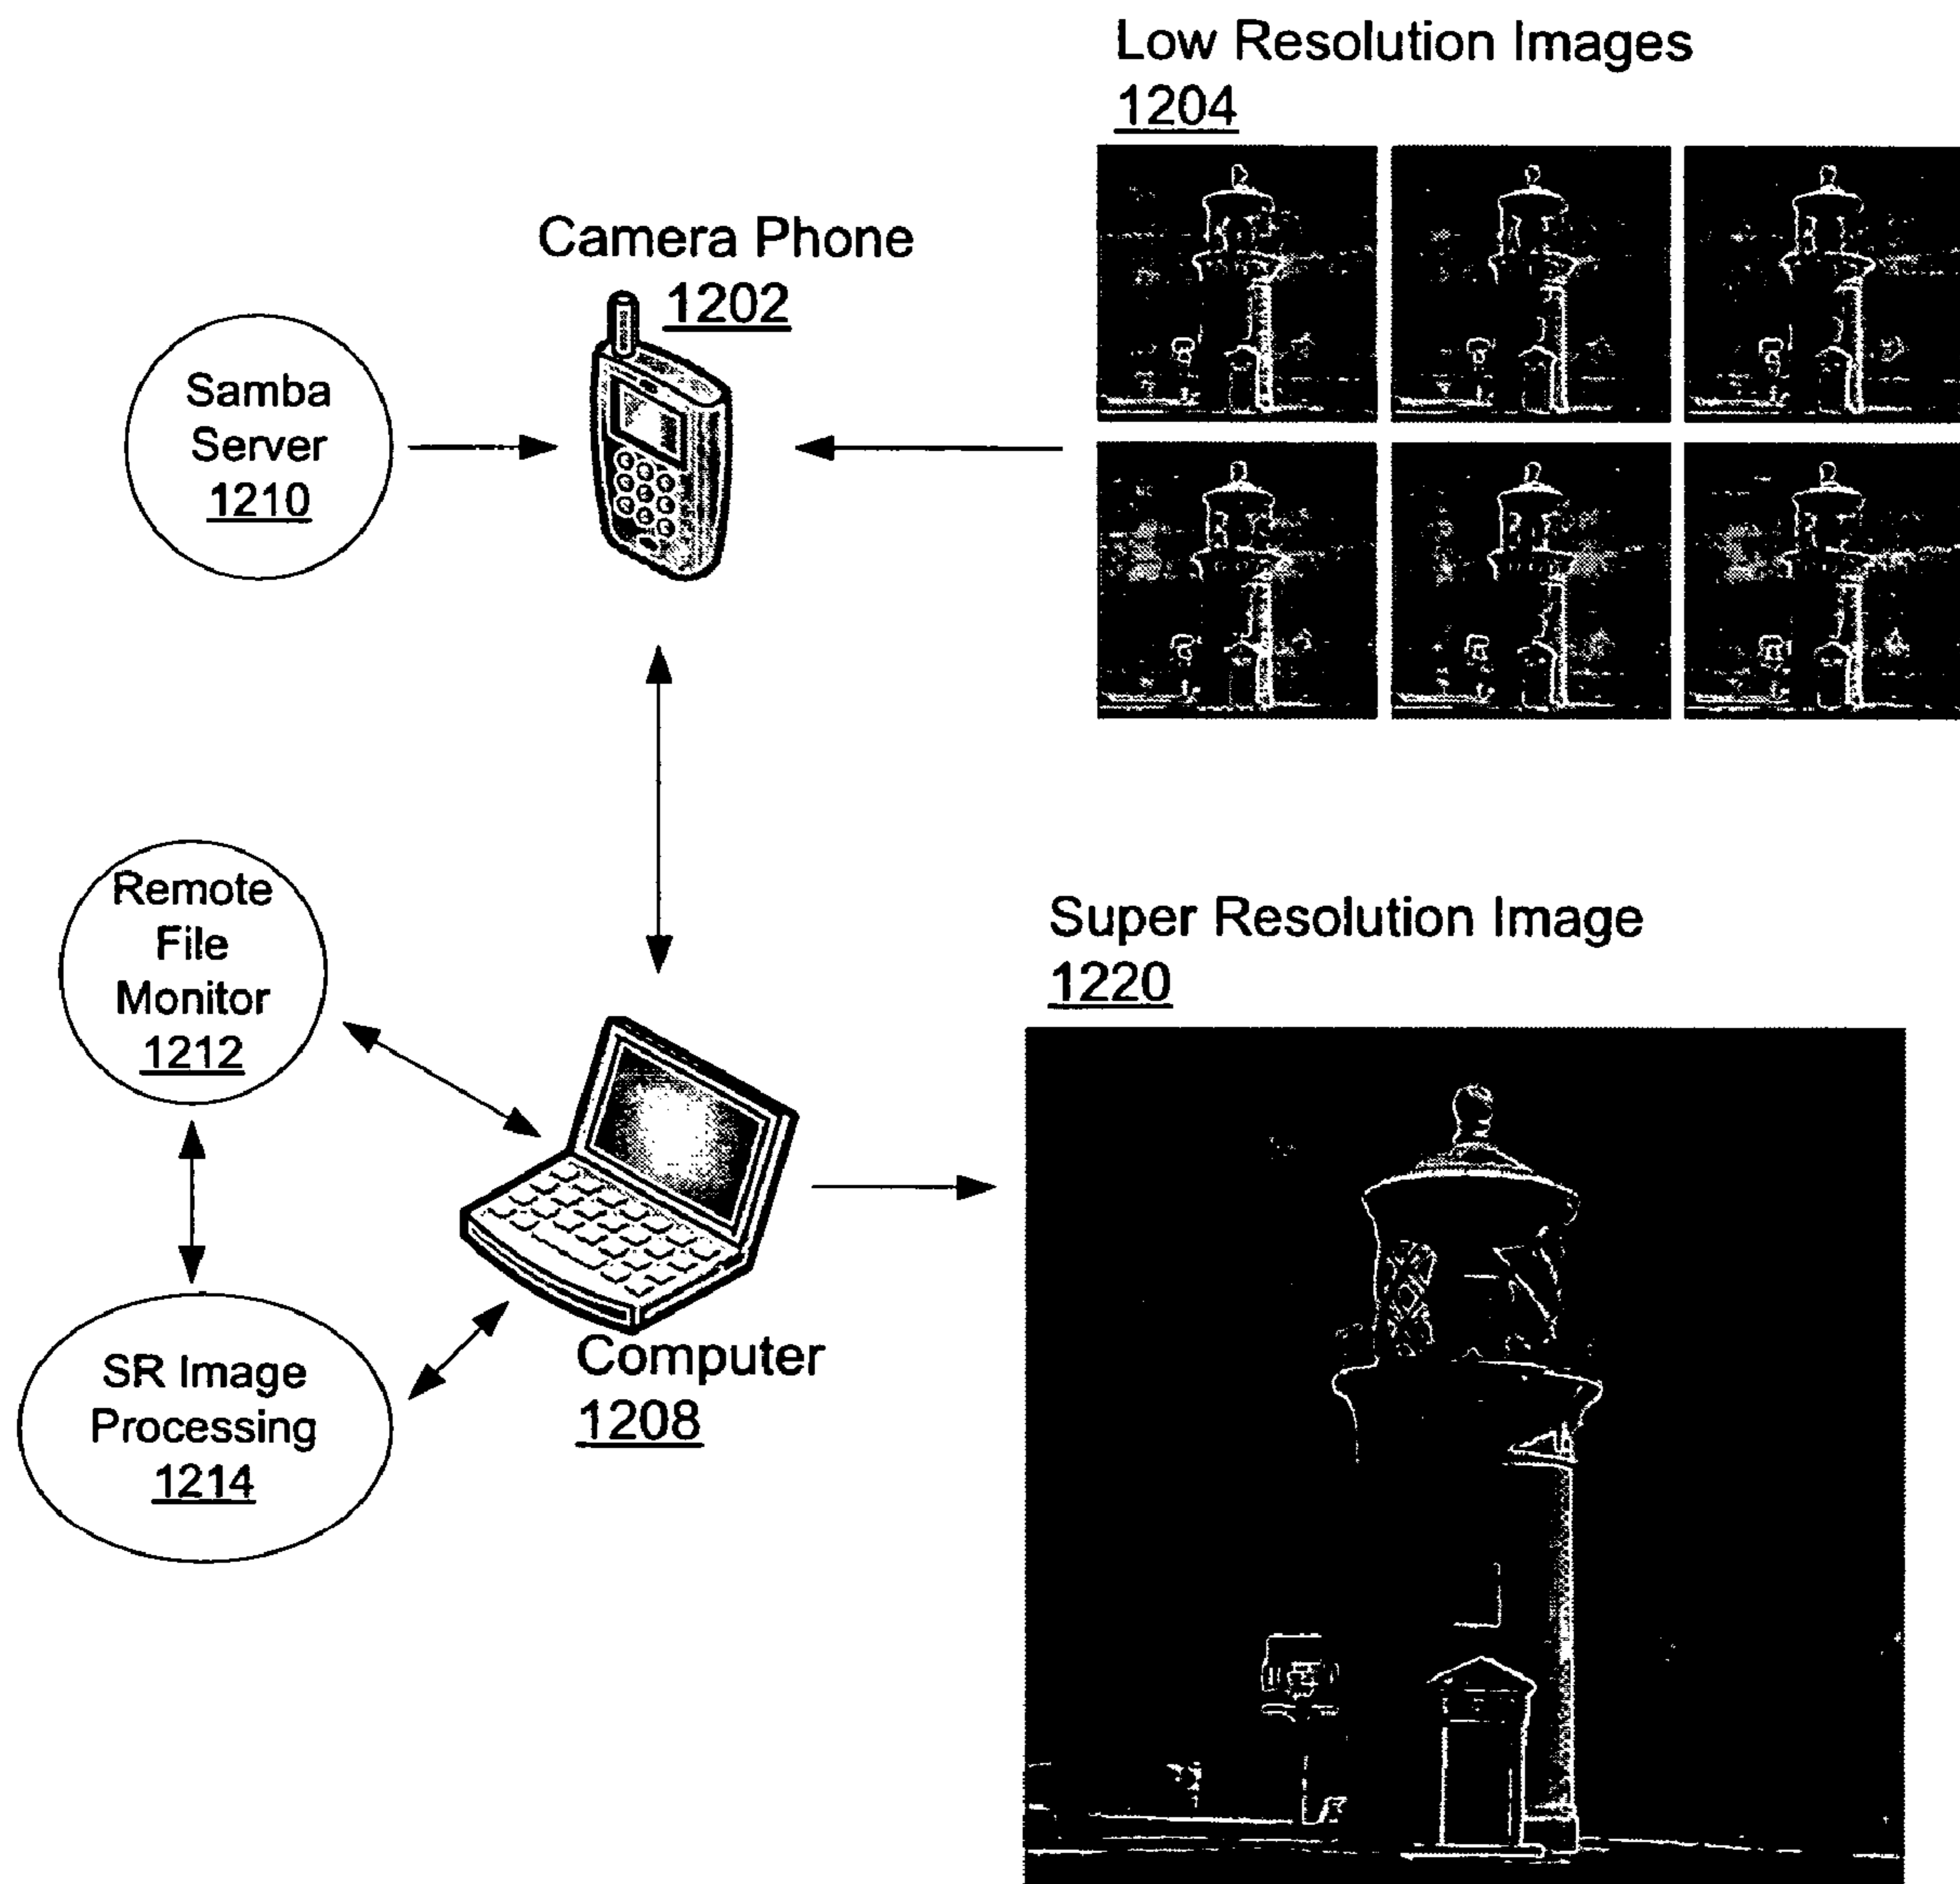 Low Resolution Images
1204
Camera Phone
1202
Samba
Server
1210
Remote
File
Monitor
1212
Super Resolution Image
1220
SR Image
Processing
1214
Computer
1208